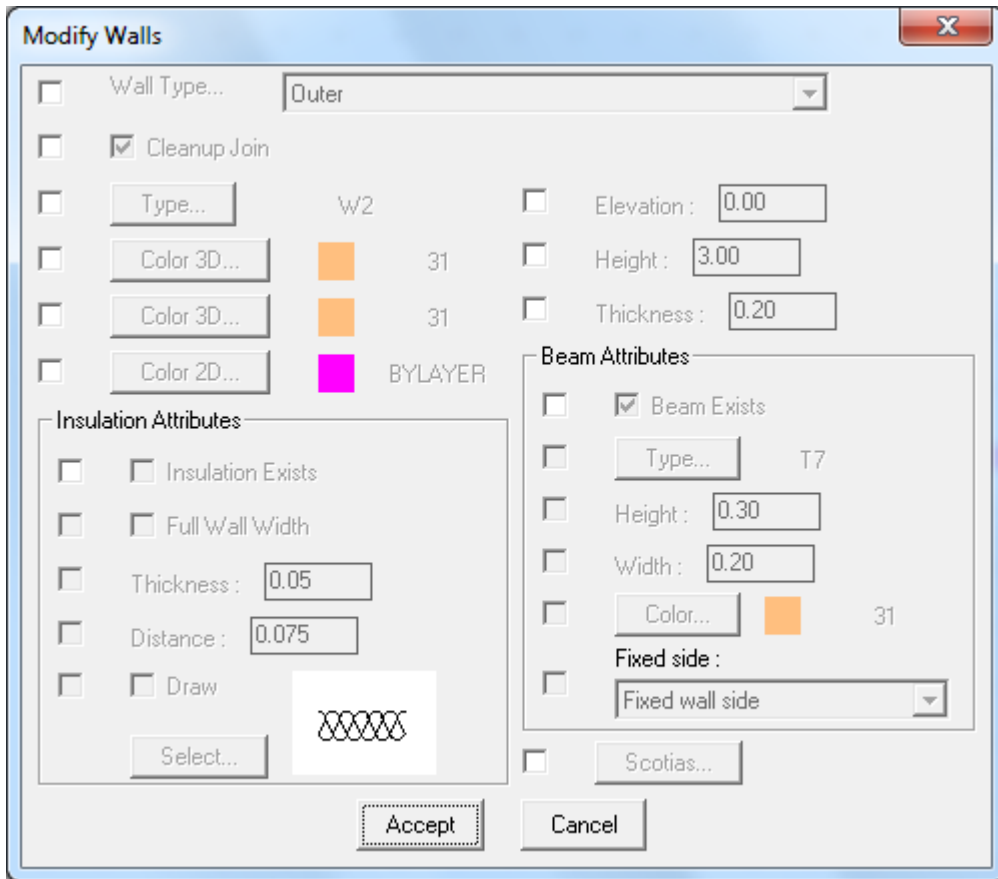 Modify Walls
Wall Type... Outer
Cleanup Join
Type... W2
Color 3D... 31
Color 3D... 31
Color 2D... BYLAYER
Elevation : 0.00
Height : 3.00
Thickness : 0.20
Insulation Attributes
Insulation Exists
Full Wall Width
Thickness : 0.05
Distance : 0.075
Draw
Select...
Beam Attributes
Beam Exists
Type... T7
Height : 0.30
Width : 0.20
Color... 31
Fixed side :
Fixed wall side
Scotias...
Accept Cancel